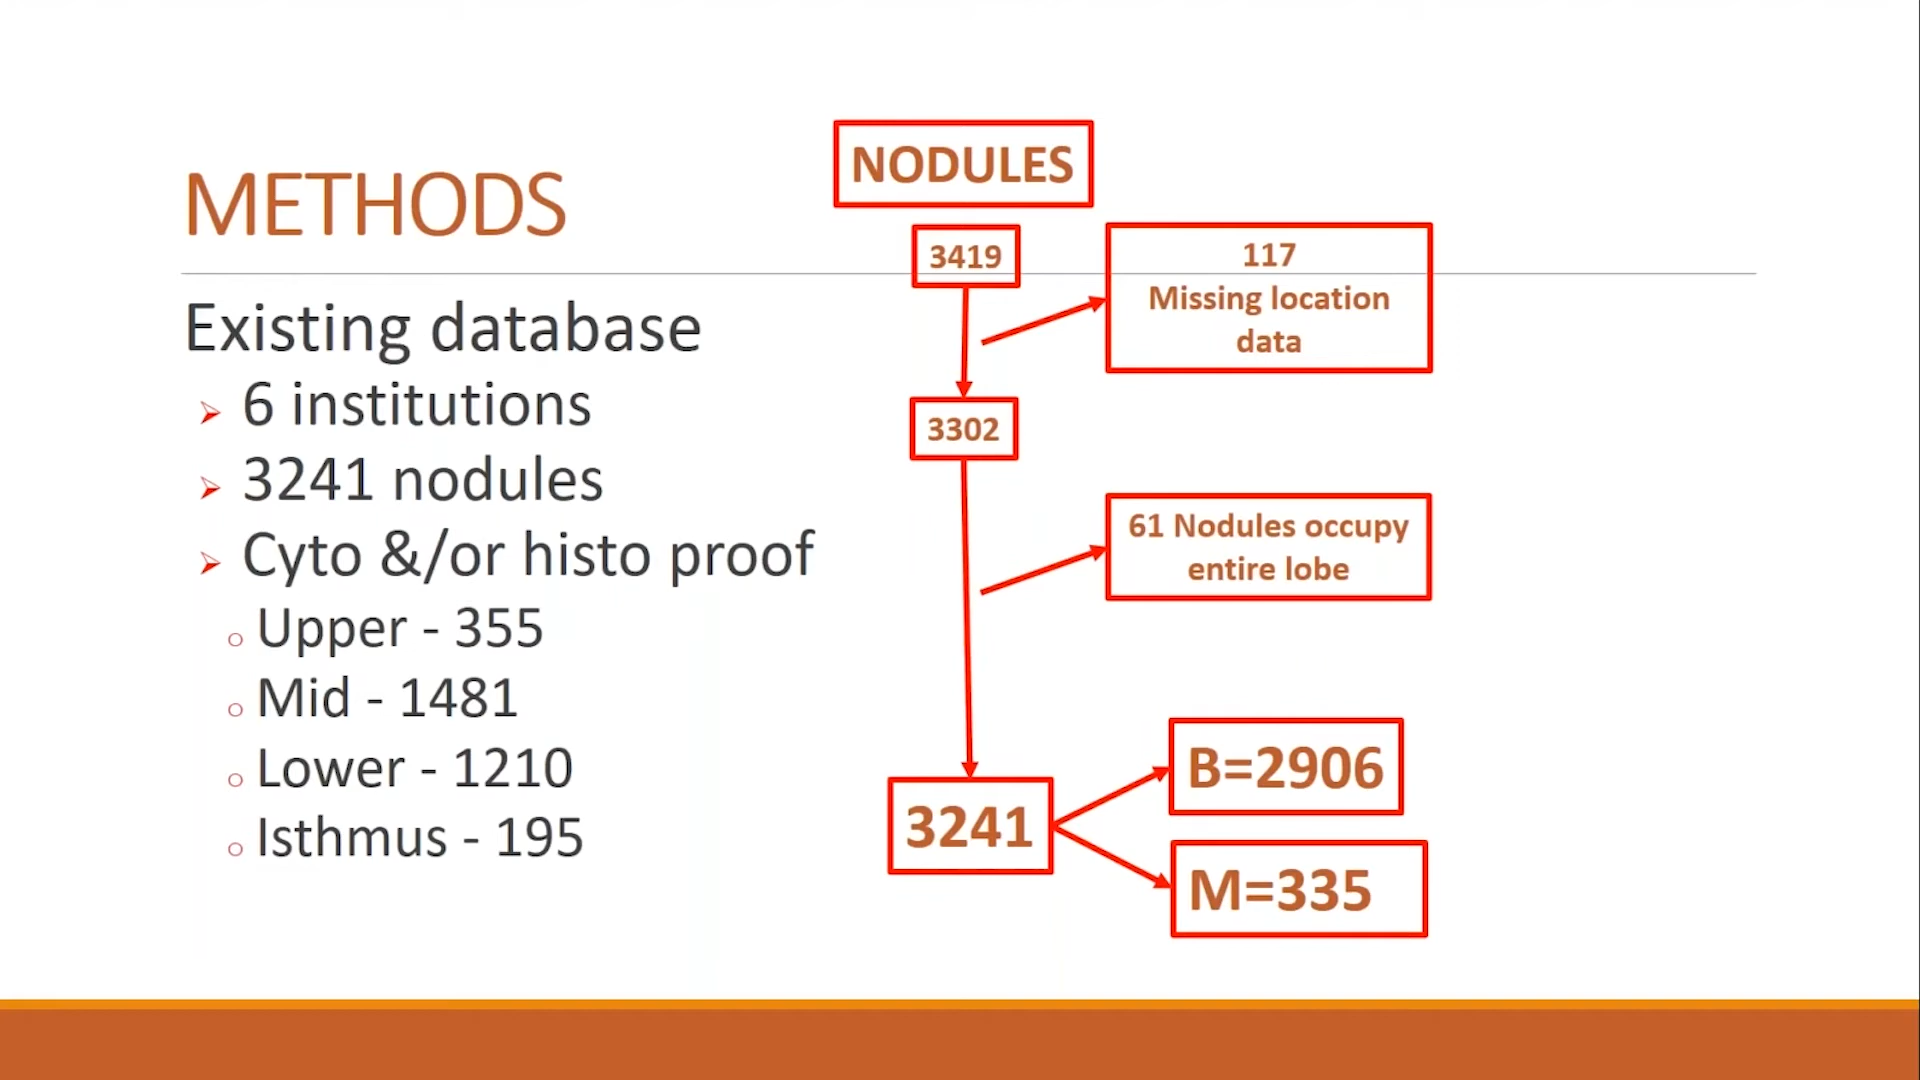 METHODS
Existing database
6 institutions
3241 nodules
Cyto &/or histo proof
Upper - 355
Mid - 1481
Lower - 1210
Isthmus - 195
NODULES
3419
117
Missing location
data
3302
61 Nodules occupy
entire lobe
3241
B=2906
M=335